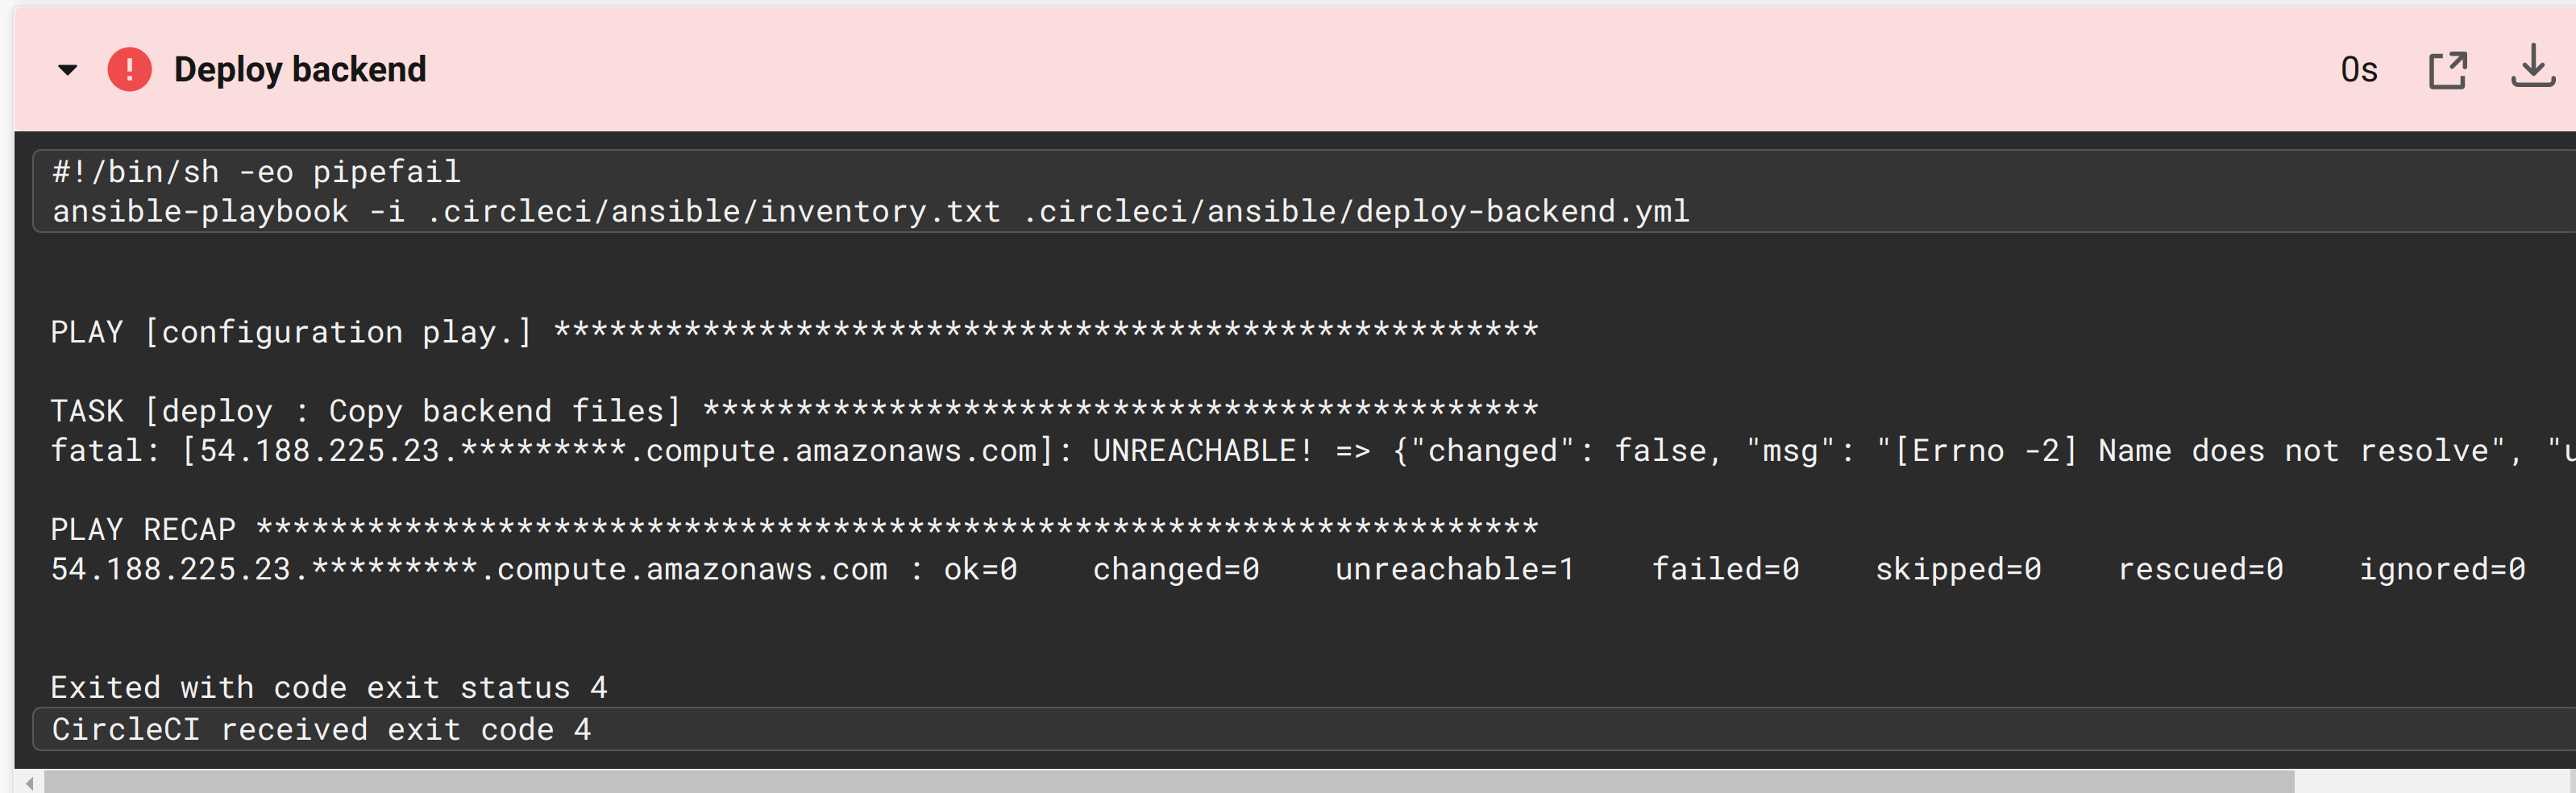 Deploy backend 0s
#!/bin/sh -eo pipefail
ansible-playbook -i .circleci/ansible/inventory.txt .circleci/ansible/deploy-backend.yml
PLAY [configuration play.] *****************************************************
TASK [deploy : Copy backend files] *********************************************
fatal: [54.188.225.23.*********.compute.amazonaws.com]: UNREACHABLE! => {"changed": false, "msg": "[Errno -2] Name does not resolve", "u
PLAY RECAP *********************************************************************
54.188.225.23.*********.compute.amazonaws.com : ok=0 changed=0 unreachable=1 failed=0 skipped=0 rescued=0 ignored=0
Exited with code exit status 4
CircleCI received exit code 4